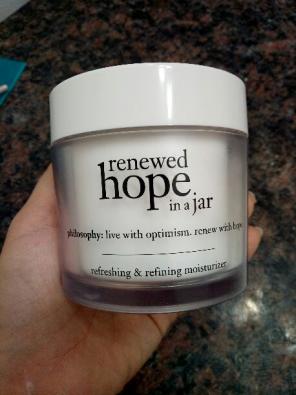 renewed
hope
in a jar
philosophy: live with optimism. renew with hope.
refreshing & refining moisturizer